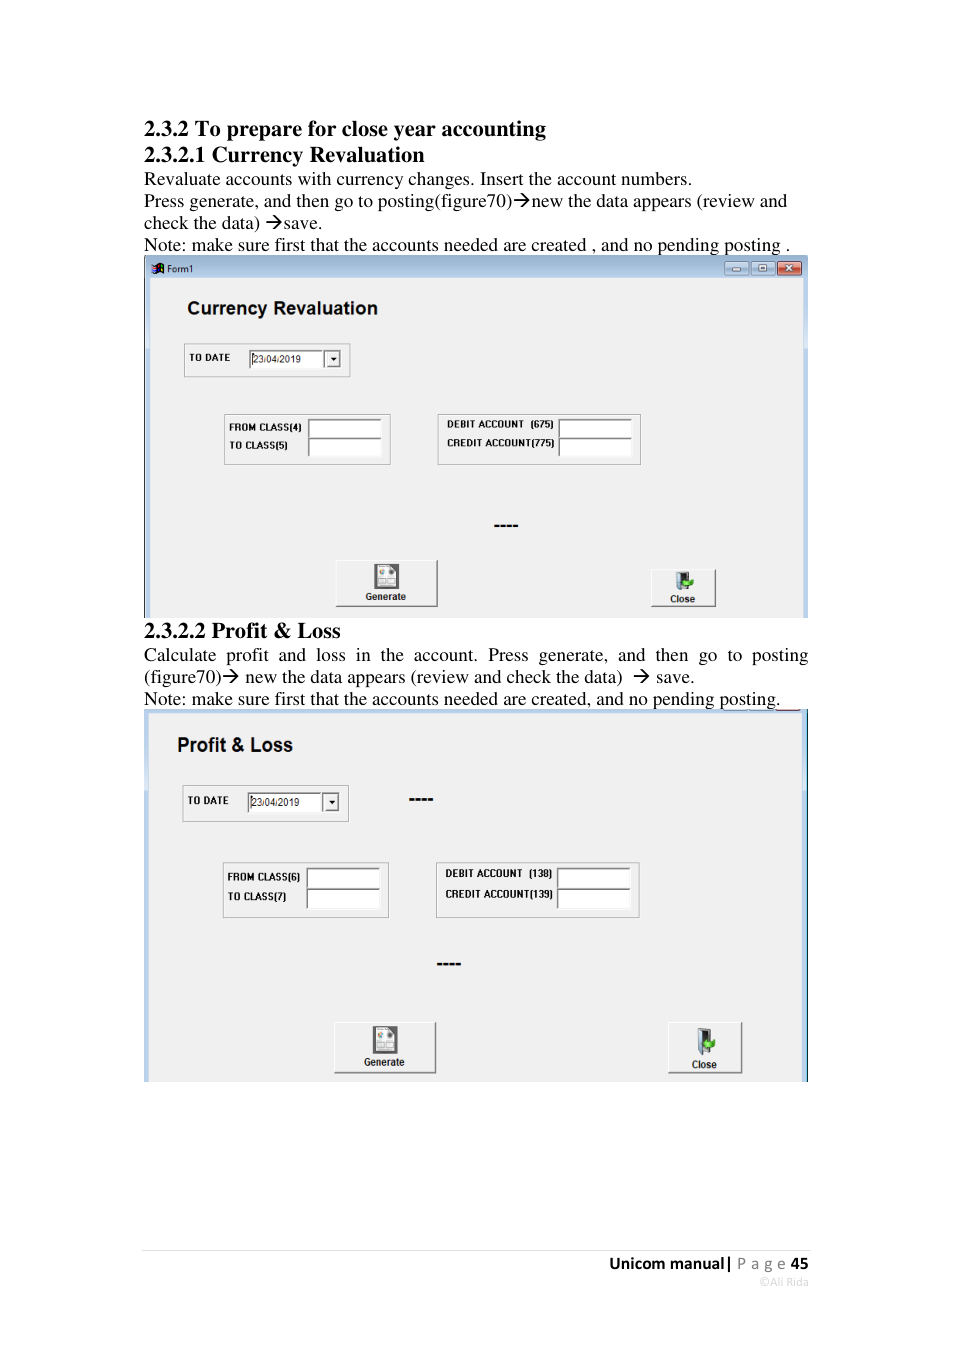 2.3.2 To prepare for close year accounting
2.3.2.1 Currency Revaluation
Revaluate accounts with currency changes. Insert the account numbers.
Press generate, and then go to posting(figure70)→new the data appears (review and
check the data) →save.
Note: make sure first that the accounts needed are created , and no pending posting .
Form1
Currency Revaluation
TO DATE 23/04/2019
FROM CLASS(4)
TO CLASS(5)
DEBIT ACCOUNT (675)
CREDIT ACCOUNT(775)
----
Generate
Close
2.3.2.2 Profit & Loss
Calculate profit and loss in the account. Press generate, and then go to posting
(figure70)→ new the data appears (review and check the data) → save.
Note: make sure first that the accounts needed are created, and no pending posting.
Profit & Loss
TO DATE 23/04/2019
----
FROM CLASS(6)
TO CLASS(7)
DEBIT ACCOUNT (138)
CREDIT ACCOUNT(139)
----
Generate
Close
Unicom manual| P a g e 45
©Ali Rida